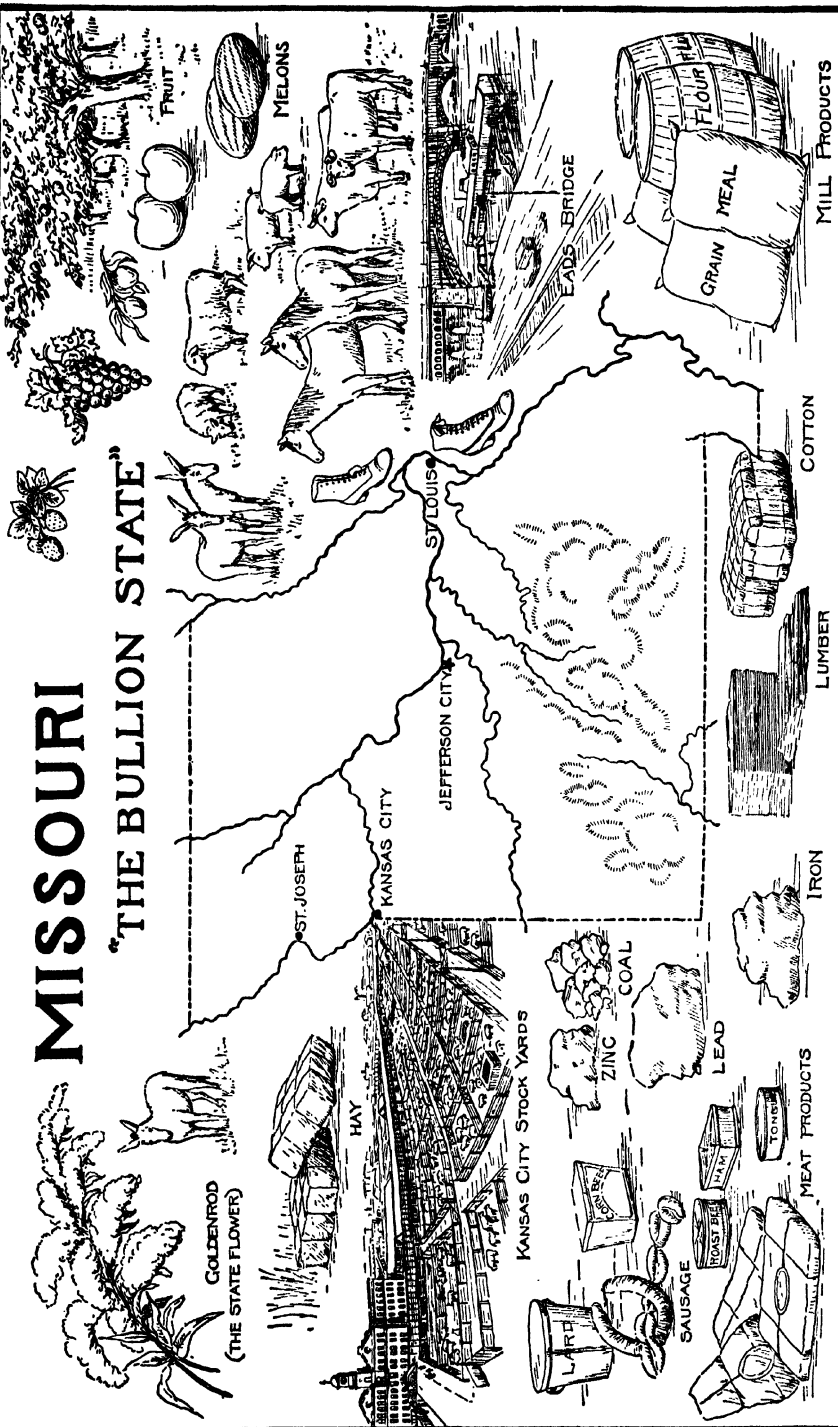 MISSOURI
"THE BULLION STATE"
GOLDENROD
(THE STATE FLOWER)
FRUIT
MELONS
HAY
ST. JOSEPH
KANSAS CITY
JEFFERSON CITY
ST. LOUIS
KANSAS CITY STOCK YARDS
EADS BRIDGE
ZINC
COAL
LEAD
IRON
LARD
SAUSAGE
CORN BEEF
ROAST BEEF
HAM
TONGUE
MEAT PRODUCTS
LUMBER
COTTON
FLOUR
FLO
GRAIN
MEAL
MILL PRODUCTS